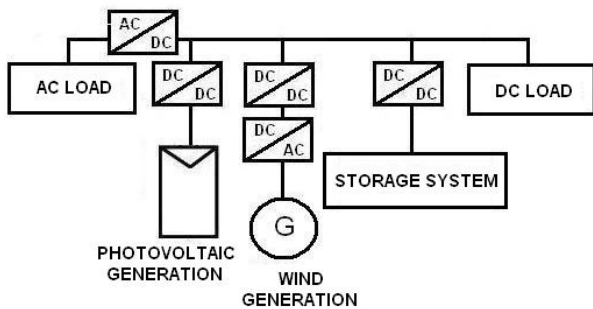 AC
DC
AC LOAD
DC
DC
DC
DC
DC
DC
DC LOAD
DC
AC
STORAGE SYSTEM
G
PHOTOVOLTAIC
GENERATION
WIND
GENERATION